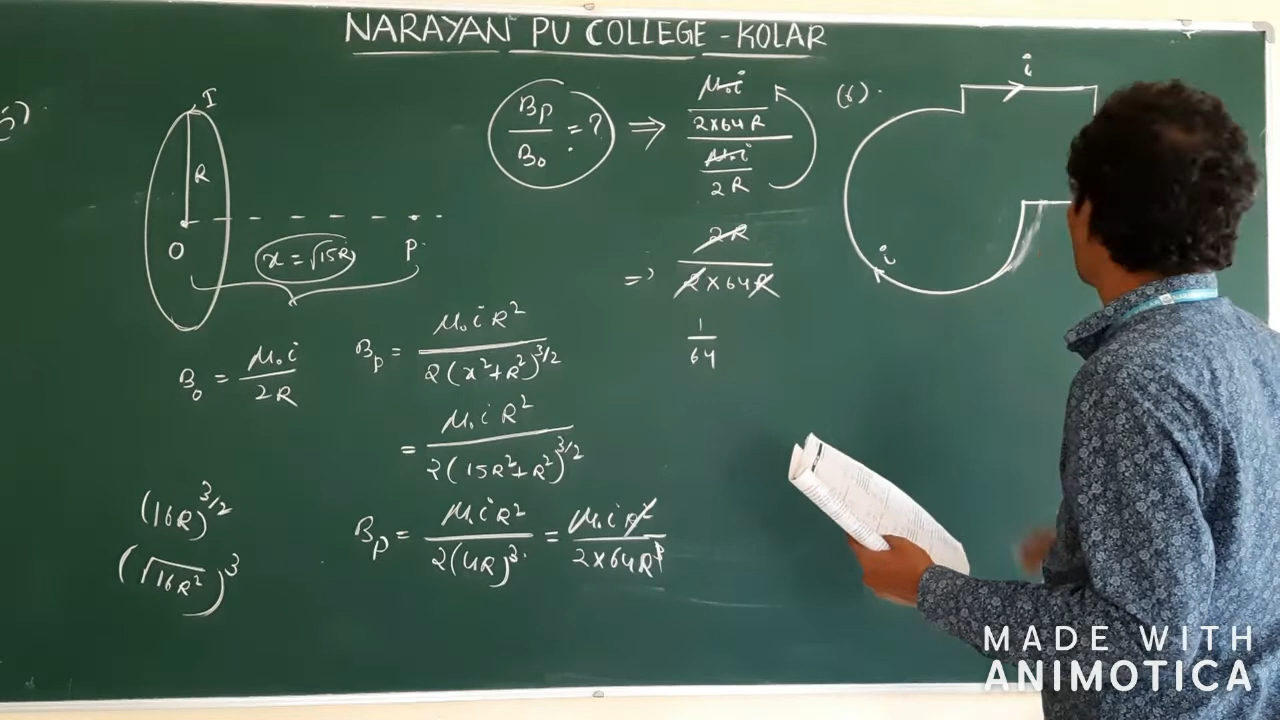 NARAYAN PU COLLEGE - KOLAR
5)
I
R
O
x = √15R
P
B₀ = μ₀i / 2R
Bp = μ₀iR² / 2(x²+R²)^3/2
= μ₀iR² / 2(15R²+R²)^3/2
(16R)^3/2
(√16R²)³
Bp = μ₀iR² / 2(4R)³ = μ₀iR² / 2×64R³
Bp / B₀ = ? ⇒ (μ₀i / 2×64R) / (μ₀i / 2R)
⇒ 2R / 2×64R
1 / 64
(6).
i
i
MADE WITH
ANIMOTICA